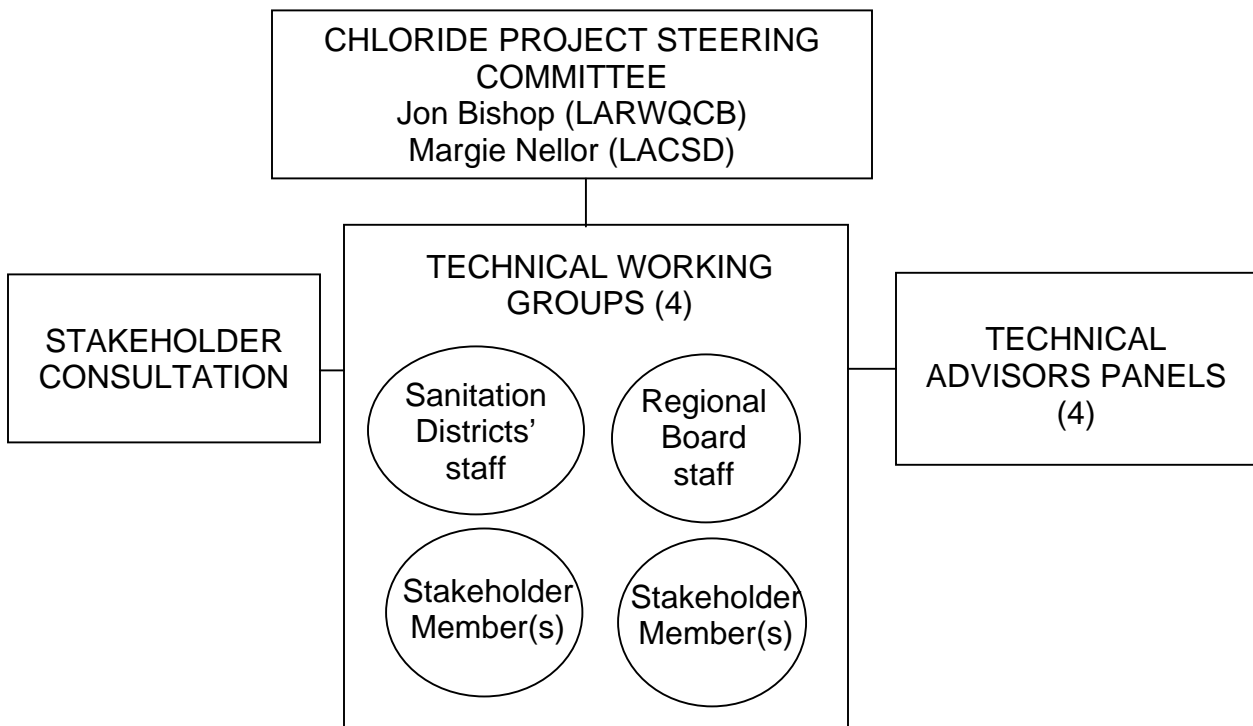 CHLORIDE PROJECT STEERING
COMMITTEE
Jon Bishop (LARWQCB)
Margie Nellor (LACSD)
TECHNICAL WORKING
GROUPS (4)
STAKEHOLDER
CONSULTATION
TECHNICAL
ADVISORS PANELS
(4)
Sanitation
Districts’
staff
Regional
Board
staff
Stakeholder
Member(s)
Stakeholder
Member(s)